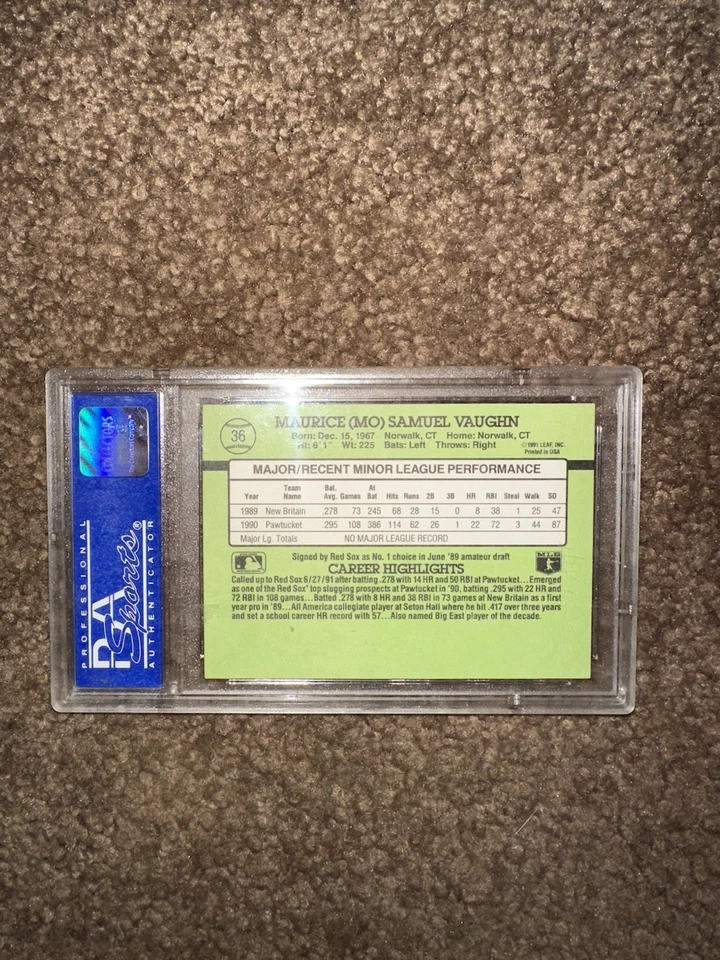 PROFESSIONAL
PSA
Sports®
AUTHENTICATOR
36
MAURICE (MO) SAMUEL VAUGHN
Born: Dec. 15, 1967 Norwalk, CT Home: Norwalk, CT
Ht: 6'1" Wt: 225 Bats: Left Throws: Right
©1991 LEAF, INC.
Printed in USA
MAJOR/RECENT MINOR LEAGUE PERFORMANCE
Year Team Name Bat. Avg. Games At Bat Hits Runs 2B 3B HR RBI Steal Walk SO
1989 New Britain .278 73 245 68 28 15 0 8 38 1 25 47
1990 Pawtucket .295 108 386 114 62 26 1 22 72 3 44 87
Major Lg. Totals NO MAJOR LEAGUE RECORD
Signed by Red Sox as No. 1 choice in June '89 amateur draft
MLB
CAREER HIGHLIGHTS
Called up to Red Sox 6/27/91 after batting .278 with 14 HR and 50 RBI at Pawtucket...Emerged
as one of the Red Sox' top slugging prospects at Pawtucket in '90, batting .295 with 22 HR and
72 RBI in 108 games...Batted .278 with 8 HR and 38 RBI in 73 games at New Britain as a first
year pro in '89...All America collegiate player at Seton Hall where he hit .417 over three years
and set a school career HR record with 57...Also named Big East player of the decade.